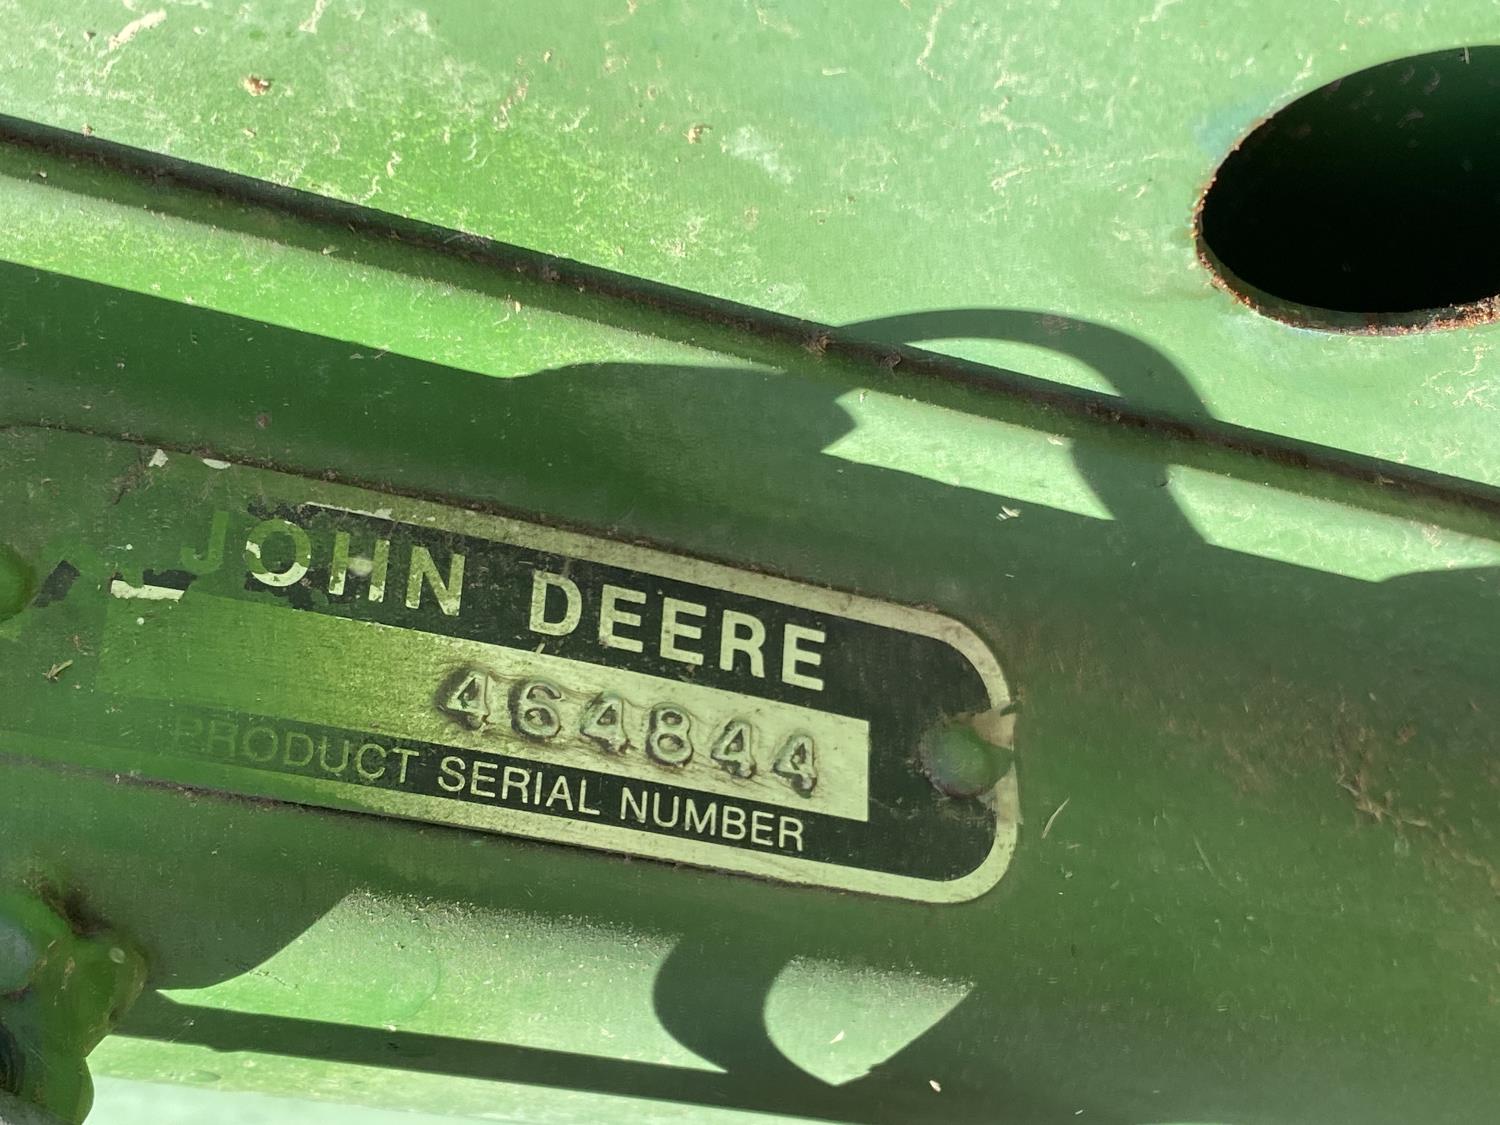 JOHN DEERE
464844
PRODUCT SERIAL NUMBER